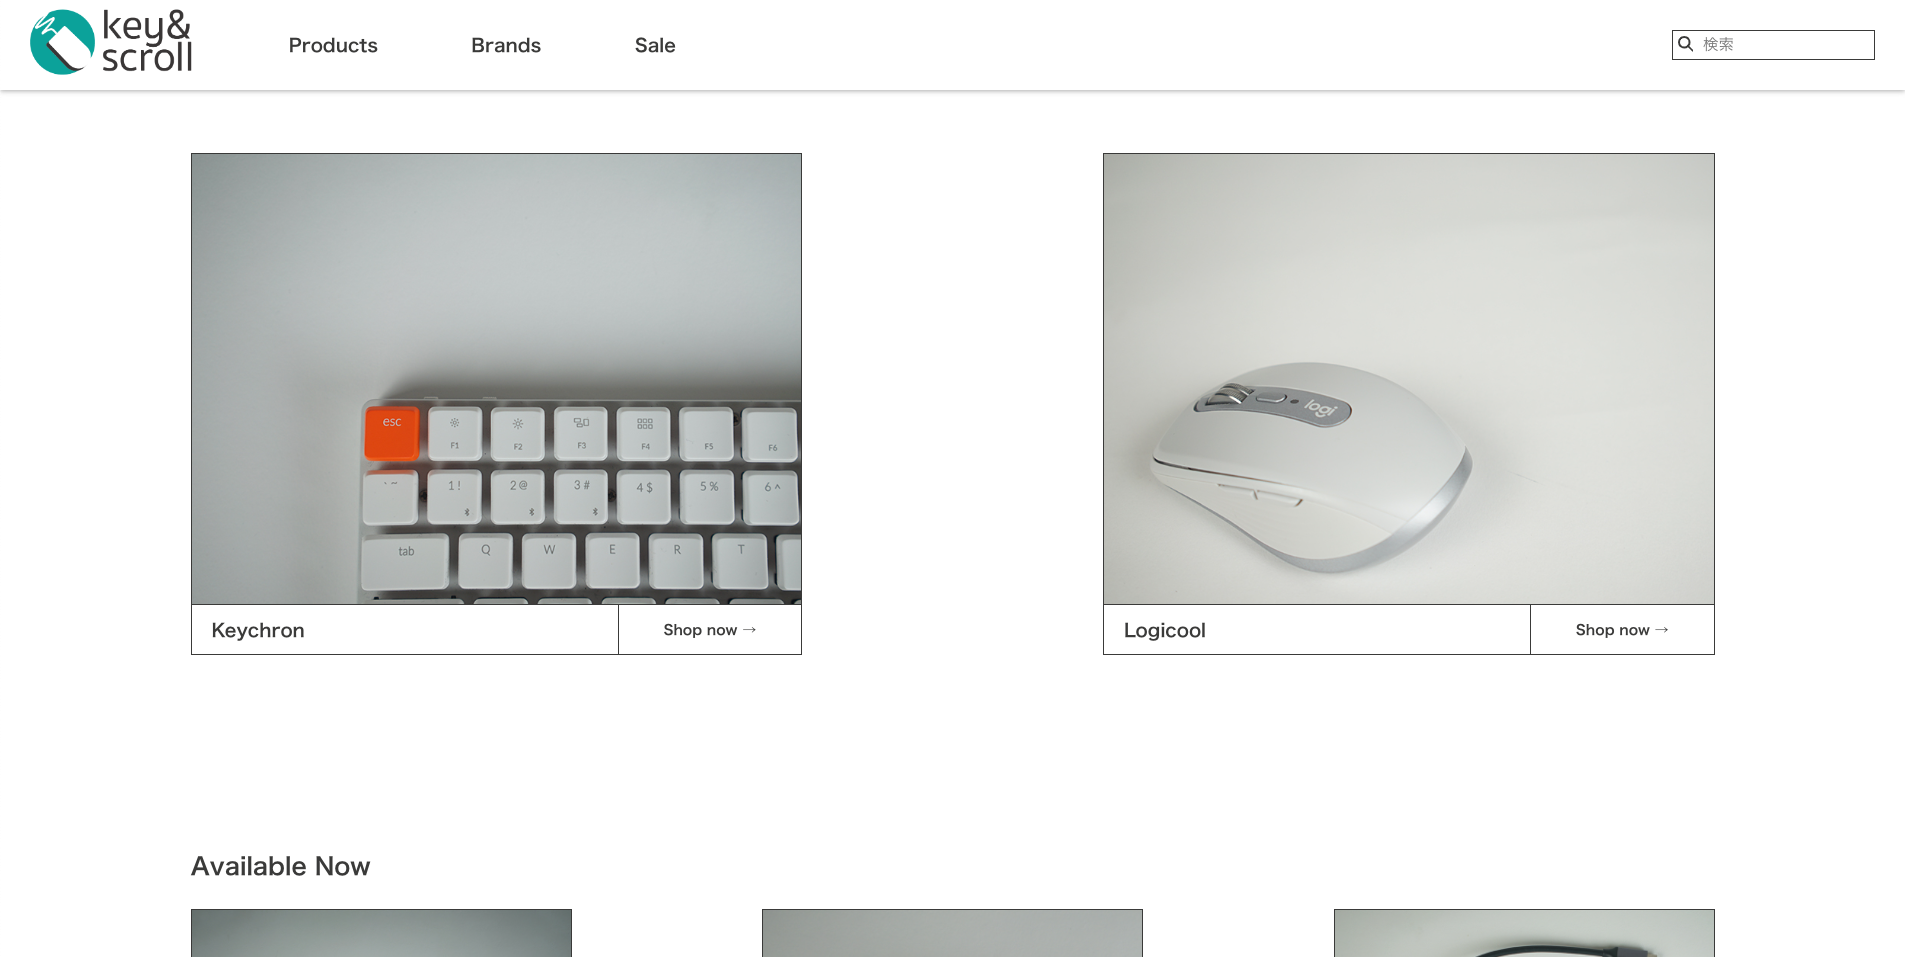 key&
scroll
Products
Brands
Sale
検索
esc
F1
F2
F3
F4
F5
F6
` ~
1 !
2 @
3 #
4 $
5 %
6 ^
tab
Q
W
E
R
T
logi
Keychron
Shop now →
Logicool
Shop now →
Available Now